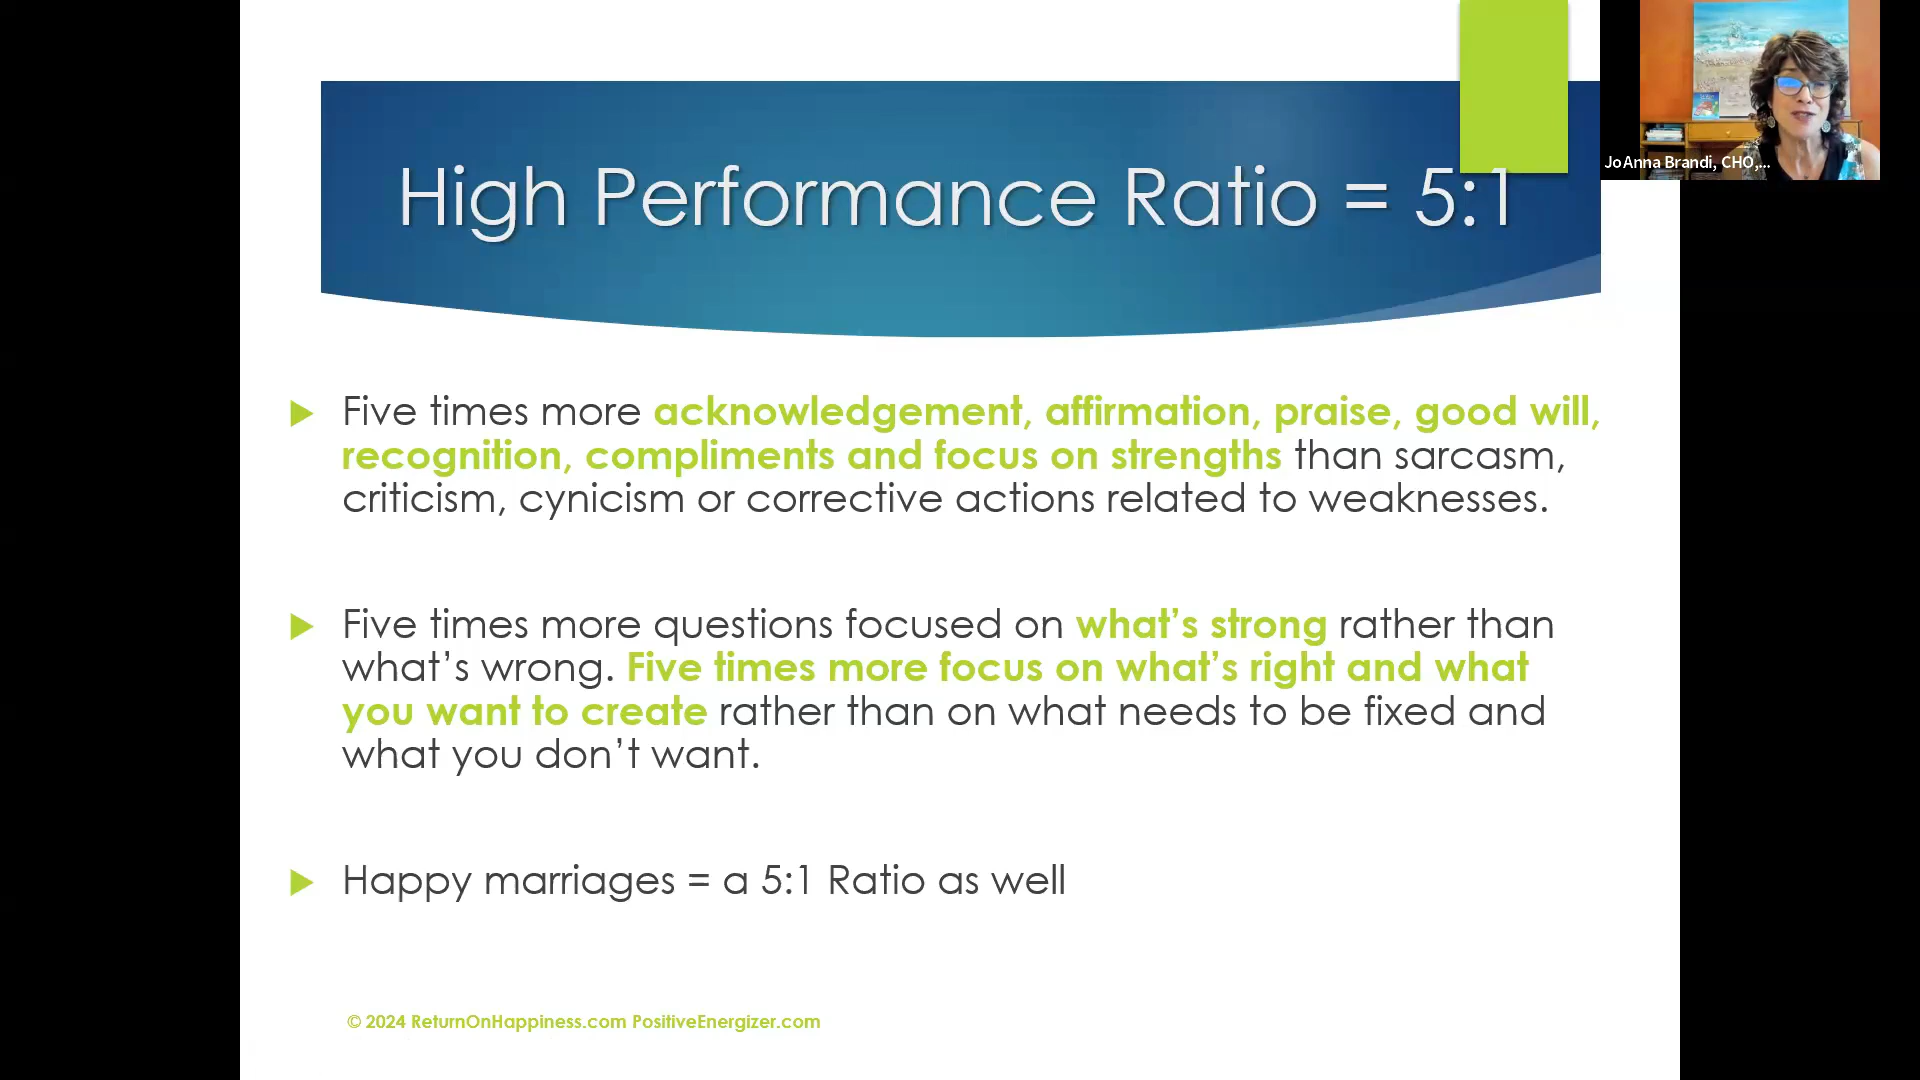 High Performance Ratio = 5:1
JoAnna Brandi, CHO,...
Five times more acknowledgement, affirmation, praise, good will,
recognition, compliments and focus on strengths than sarcasm,
criticism, cynicism or corrective actions related to weaknesses.
Five times more questions focused on what’s strong rather than
what’s wrong. Five times more focus on what’s right and what
you want to create rather than on what needs to be fixed and
what you don’t want.
Happy marriages = a 5:1 Ratio as well
© 2024 ReturnOnHappiness.com PositiveEnergizer.com